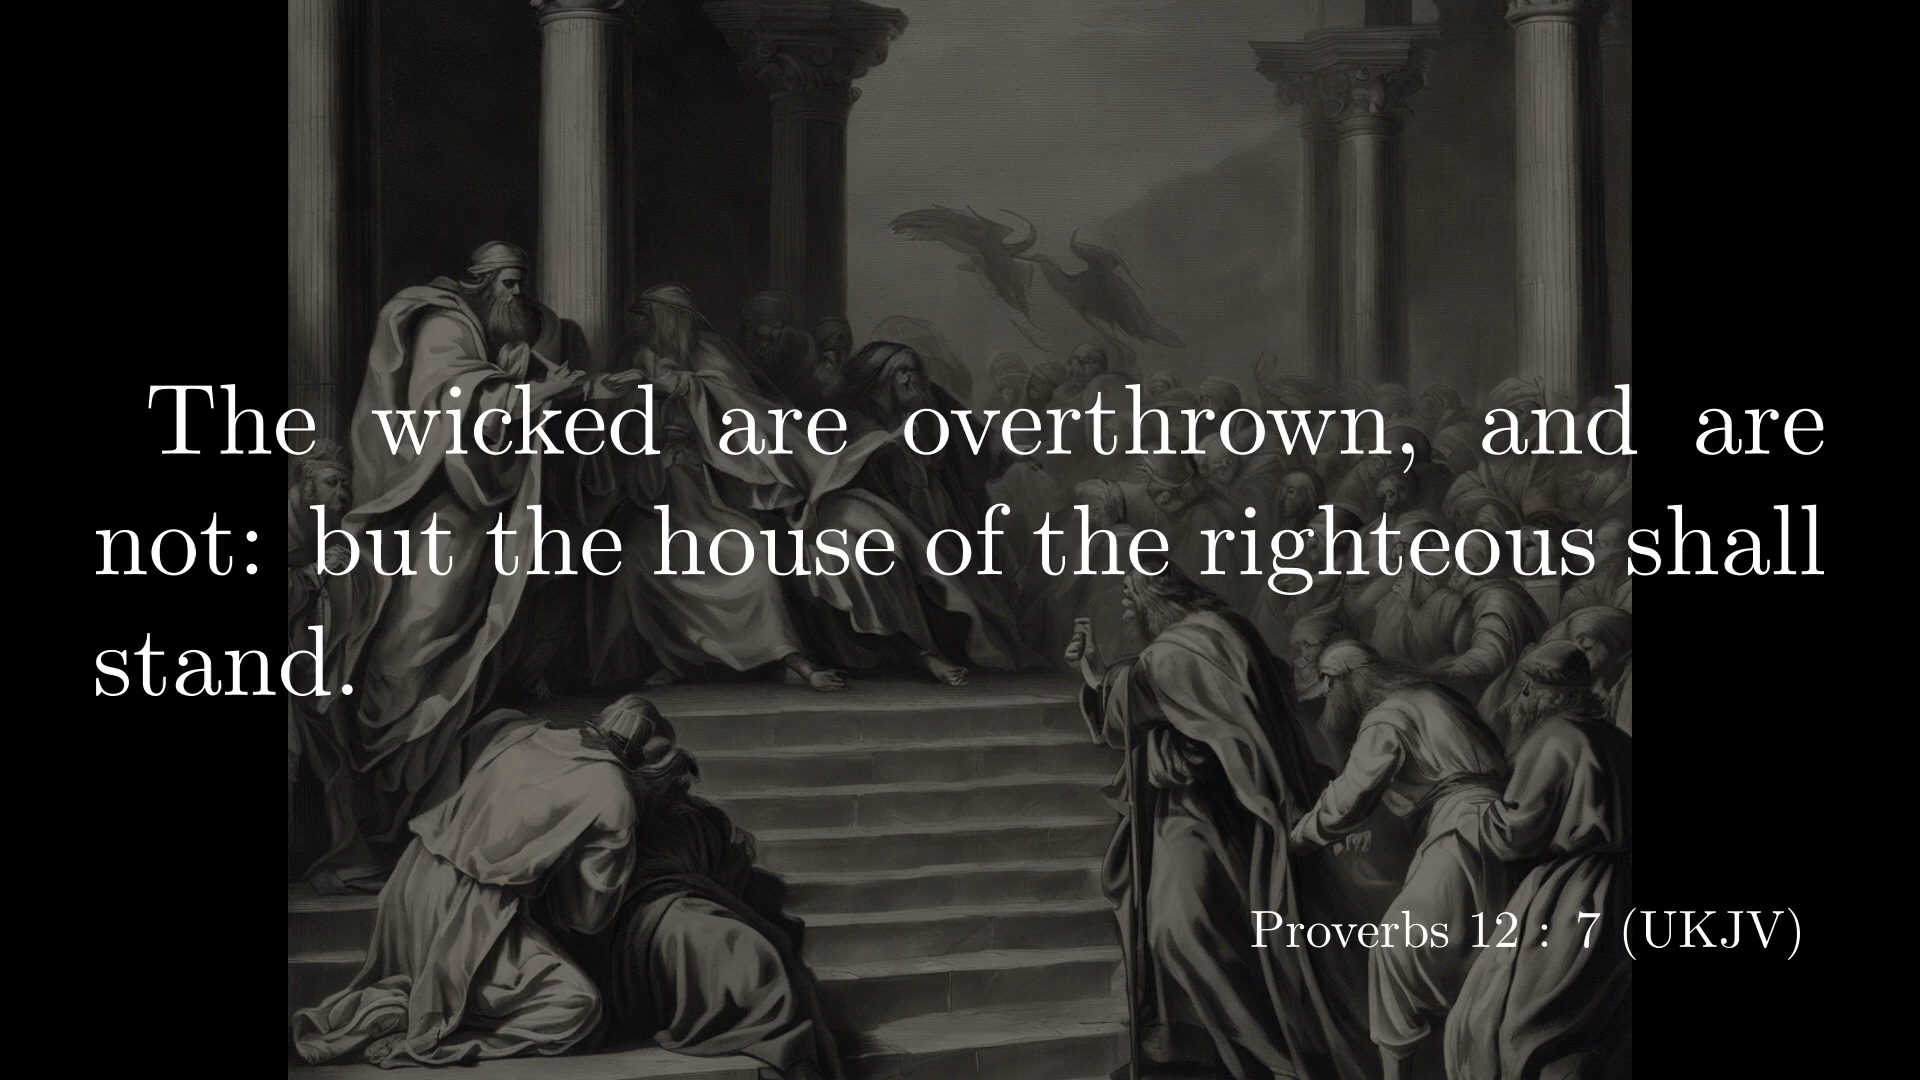 The wicked are overthrown, and are
not: but the house of the righteous shall
stand.
Proverbs 12 : 7 (UKJV)